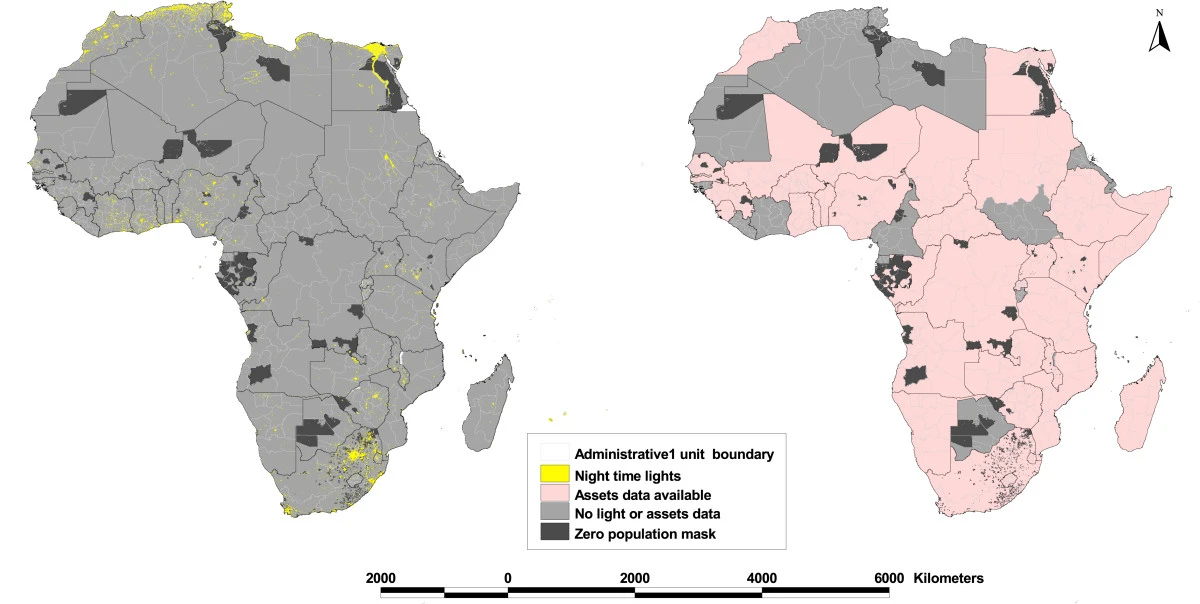 N
Administrative1 unit boundary
Night time lights
Assets data available
No light or assets data
Zero population mask
2000 0 2000 4000 6000 Kilometers